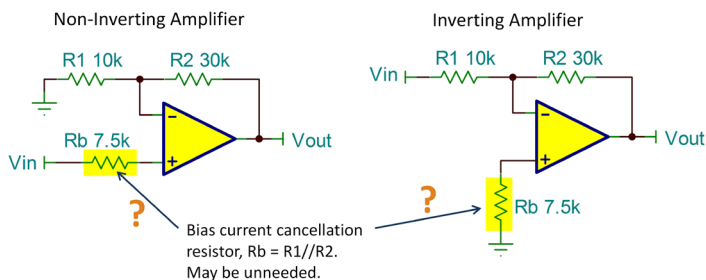 Non-Inverting Amplifier
Inverting Amplifier
R1 10k
R2 30k
Rb 7.5k
Vin
−
+
Vout
?
R1 10k
R2 30k
Vin
−
+
Vout
?
Rb 7.5k
Bias current cancellation
resistor, Rb = R1//R2.
May be unneeded.